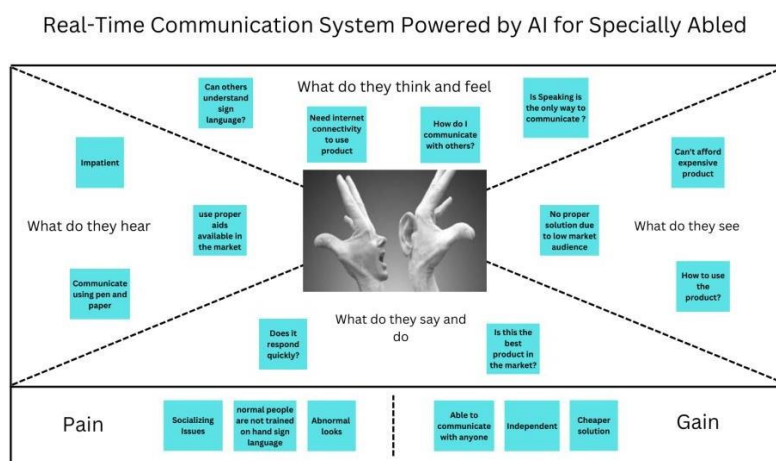 Real-Time Communication System Powered by AI for Specially Abled
What do they think and feel
Can others
understand
sign
language?
Need internet
connectivity
to use
product
How do I
communicate
with others?
Is Speaking is
the only way to
communicate ?
What do they hear
Impatient
use proper
aids
available in
the market
Communicate
using pen and
paper
What do they see
Can't afford
expensive
product
No proper
solution due
to low market
audience
How to use
the
product?
What do they say and
do
Does it
respond
quickly?
Is this the
best
product in
the market?
Pain
Socializing
Issues
normal people
are not trained
on hand sign
language
Abnormal
looks
Able to
communicate
with anyone
Independent
Cheaper
solution
Gain